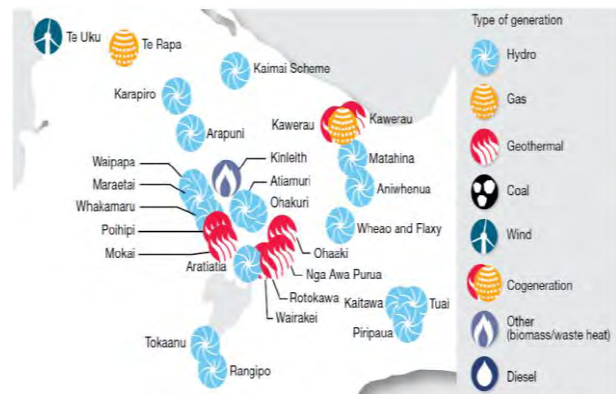 Te Uku
Te Rapa
Kaimai Scheme
Karapiro
Arapuni
Kawerau
Kawerau
Matahina
Aniwhenua
Wheao and Flaxy
Waipapa
Maraetai
Whakamaru
Poihipi
Mokai
Kinleith
Atiamuri
Ohakuri
Aratiatia
Ohaaki
Nga Awa Purua
Rotokawa
Wairakei
Kaitawa
Tuai
Piripaua
Tokaanu
Rangipo
Type of generation
Hydro
Gas
Geothermal
Coal
Wind
Cogeneration
Other
(biomass/waste heat)
Diesel